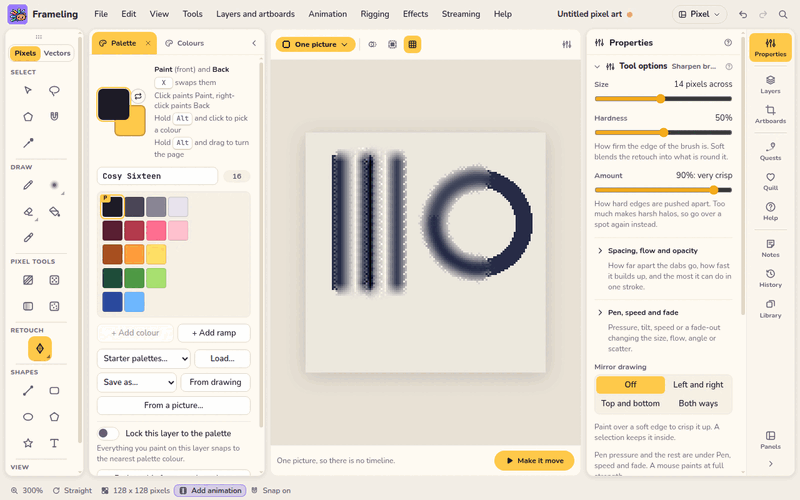 Frameling File Edit View Tools Layers and artboards Animation Rigging Effects Streaming Help Untitled pixel art Pixel
Pixels Vectors
SELECT
DRAW
PIXEL TOOLS
RETOUCH
SHAPES
VIEW
Palette Colours
Paint (front) and Back
X swaps them
Click paints Paint, right-
click paints Back
Hold Alt and click to pick
a colour
Hold Alt and drag to turn
the page
Cosy Sixteen 16
P
+ Add colour + Add ramp
Starter palettes... Load...
Save as... From drawing
From a picture...
Lock this layer to the palette
Everything you paint on this layer snaps to
the nearest palette colour.
One picture
One picture, so there is no timeline. Make it move
Properties
Tool options Sharpen br...
Size 14 pixels across
Hardness 50%
How firm the edge of the brush is. Soft
blends the retouch into what is round it.
Amount 90%: very crisp
How hard edges are pushed apart. Too
much makes harsh halos, so go over a
spot again instead.
Spacing, flow and opacity
How far apart the dabs go, how fast
it builds up, and the most it can do in
one stroke.
Pen, speed and fade
Pressure, tilt, speed or a fade-out
changing the size, flow, angle or
scatter.
Mirror drawing
Off Left and right
Top and bottom Both ways
Paint over a soft edge to crisp it up. A
selection keeps it inside.
Pen pressure and the rest are under Pen,
speed and fade. A mouse paints at full
Properties
Layers
Artboards
Quests
Quill
Help
Notes
History
Library
Panels
300% Straight 128 x 128 pixels Add animation Snap on